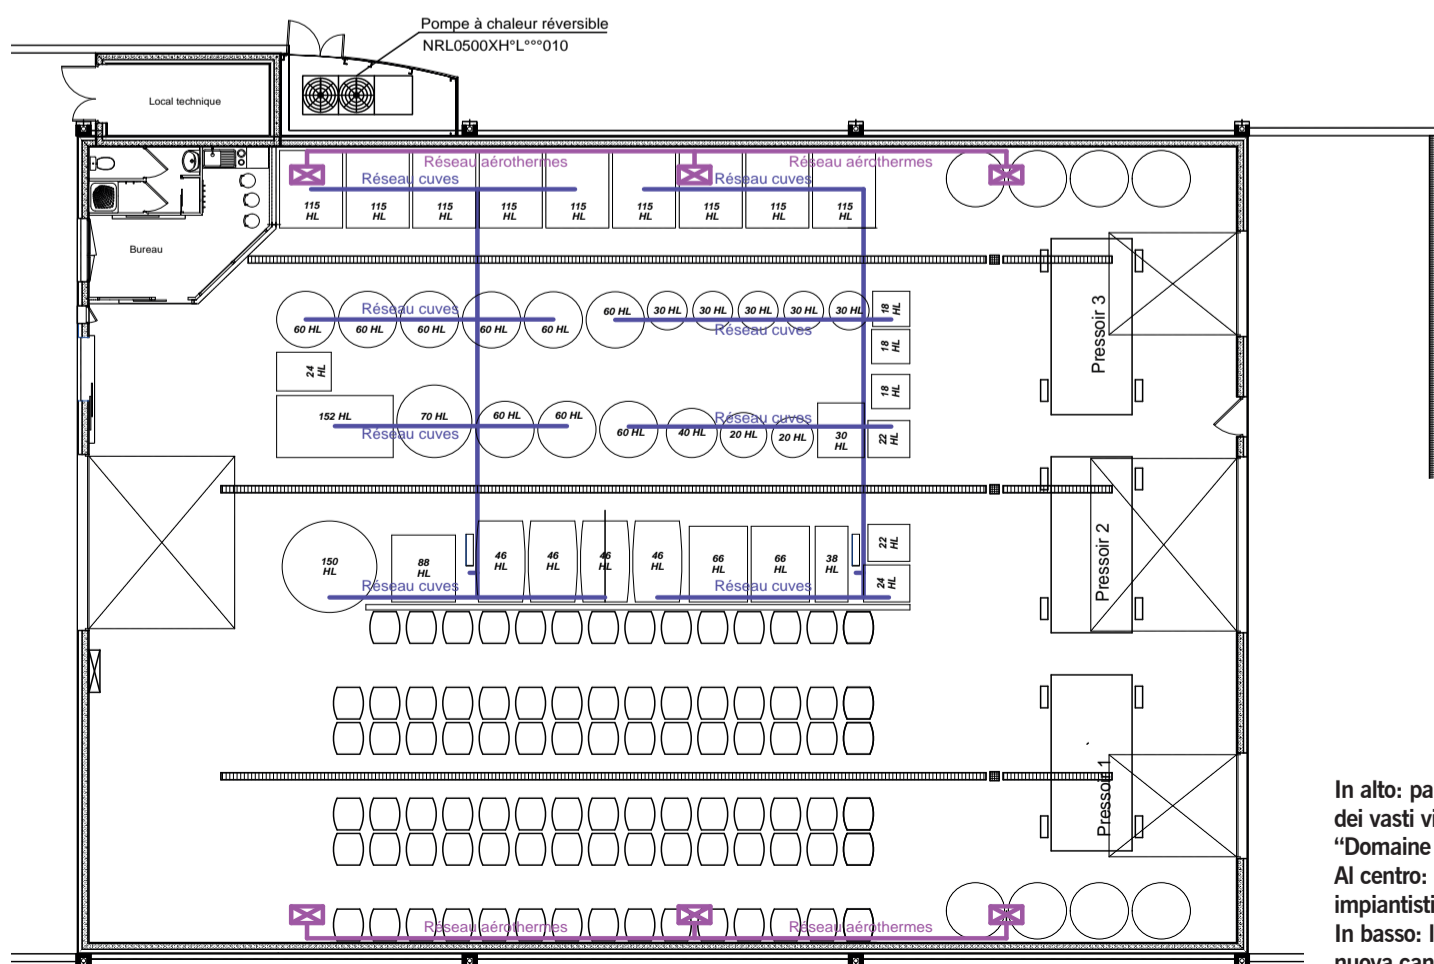 Pompe à chaleur réversible
NRL0500XH°L°°°010
Local technique
Réseau aérothermes
Réseau aérothermes
Réseau cuves
Réseau cuves
115
HL
115
HL
115
HL
115
HL
115
HL
115
HL
115
HL
115
HL
115
HL
Bureau
Réseau cuves
60 HL
60 HL
60 HL
60 HL
60 HL
60 HL
30 HL
30 HL
30 HL
30 HL
30 HL
18
HL
Réseau cuves
18
HL
24
HL
18
HL
Pressoir 3
152 HL
70 HL
60 HL
60 HL
Réseau cuves
Réseau cuves
60 HL
40 HL
20 HL
20 HL
30
HL
22
HL
150
HL
88
HL
46
HL
46
HL
46
HL
46
HL
66
HL
66
HL
38
HL
22
HL
24
HL
Réseau cuves
Réseau cuves
Pressoir 2
Pressoir 1
Réseau aérothermes
Réseau aérothermes
In alto: pa
dei vasti vi
“Domaine
Al centro:
impiantisti
In basso: l
nuova can